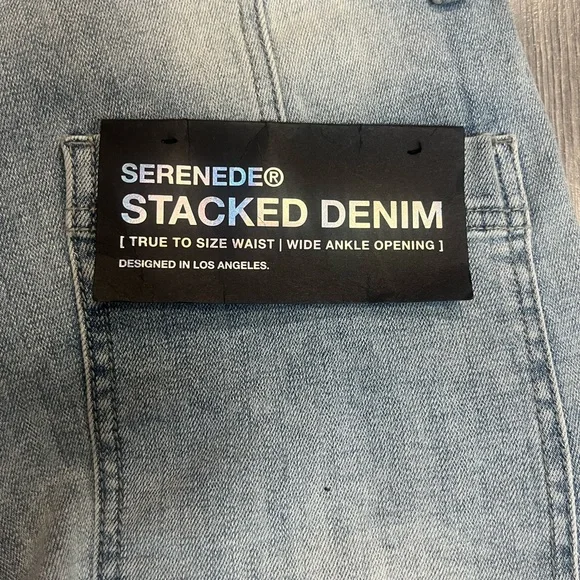 SERENEDE®
STACKED DENIM
[ TRUE TO SIZE WAIST | WIDE ANKLE OPENING ]
DESIGNED IN LOS ANGELES.